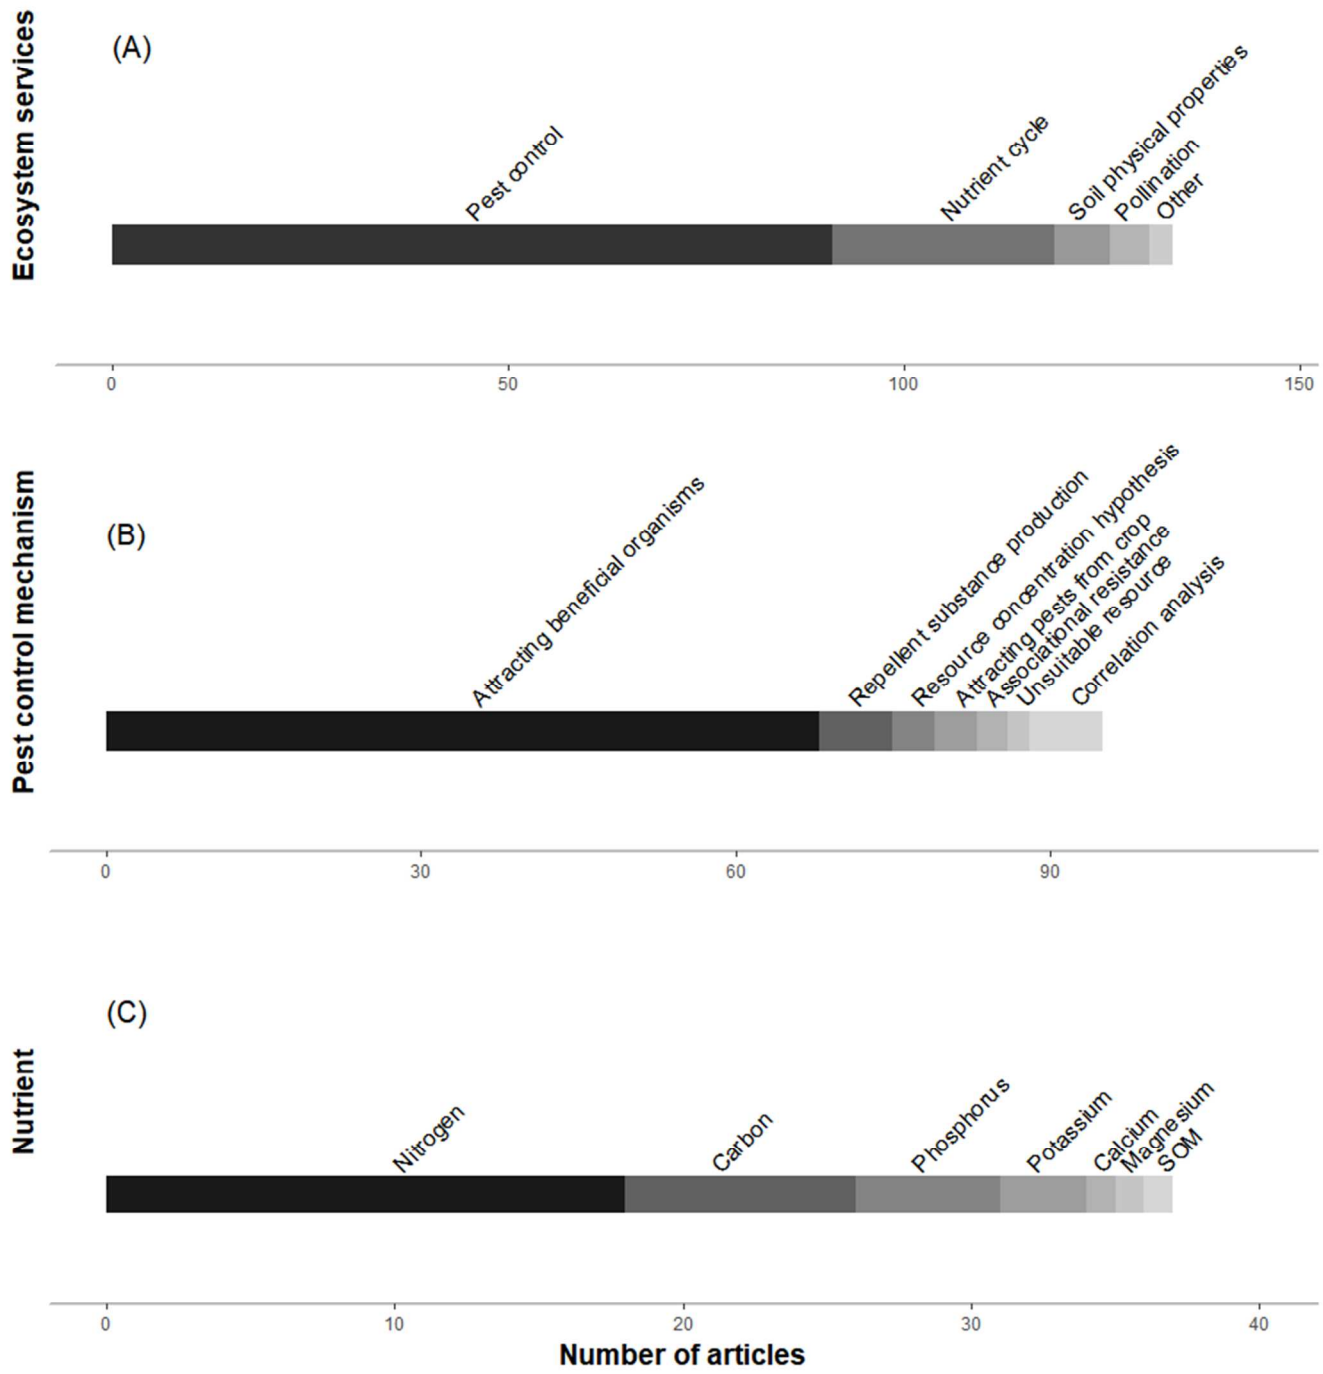 Ecosystem services
(A)
Pest control
Nutrient cycle
Soil physical properties
Pollination
Other
0
50
100
150
Pest control mechanism
(B)
Attracting beneficial organisms
Repellent substance production
Resource concentration hypothesis
Attracting pests from crop
Associational resistance
Unsuitable resource
Correlation analysis
0
30
60
90
Nutrient
(C)
Nitrogen
Carbon
Phosphorus
Potassium
Calcium
Magnesium
SOM
0
10
20
30
40
Number of articles